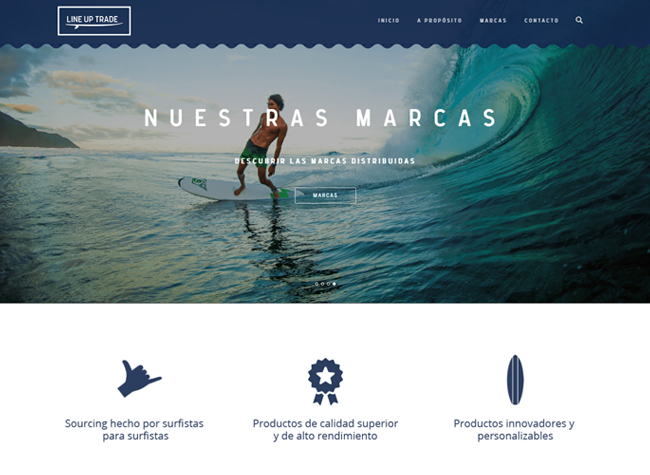 LINE UP TRADE
INICIO
A PROPÓSITO
MARCAS
CONTACTO
NUESTRAS MARCAS
DESCUBRIR LAS MARCAS DISTRIBUIDAS
MARCAS
Sourcing hecho por surfistas
para surfistas
Productos de calidad superior
y de alto rendimiento
Productos innovadores y
personalizables